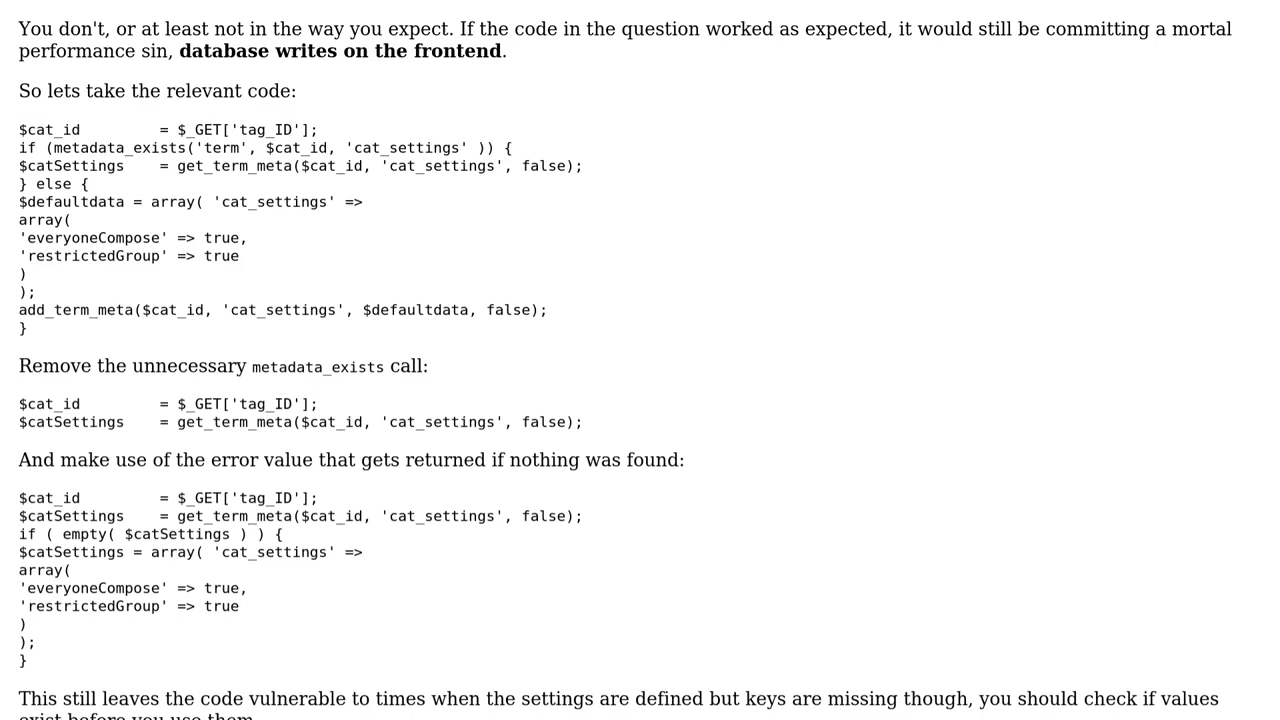 You don't, or at least not in the way you expect. If the code in the question worked as expected, it would still be committing a mortal
performance sin, database writes on the frontend.
So lets take the relevant code:
$cat_id         = $_GET['tag_ID'];
if (metadata_exists('term', $cat_id, 'cat_settings' )) {
$catSettings    = get_term_meta($cat_id, 'cat_settings', false);
} else {
$defaultdata = array( 'cat_settings' =>
array(
'everyoneCompose' => true,
'restrictedGroup' => true
)
);
add_term_meta($cat_id, 'cat_settings', $defaultdata, false);
}
Remove the unnecessary metadata_exists call:
$cat_id         = $_GET['tag_ID'];
$catSettings    = get_term_meta($cat_id, 'cat_settings', false);
And make use of the error value that gets returned if nothing was found:
$cat_id         = $_GET['tag_ID'];
$catSettings    = get_term_meta($cat_id, 'cat_settings', false);
if ( empty( $catSettings ) ) {
$catSettings = array( 'cat_settings' =>
array(
'everyoneCompose' => true,
'restrictedGroup' => true
)
);
}
This still leaves the code vulnerable to times when the settings are defined but keys are missing though, you should check if values
exist before you use them